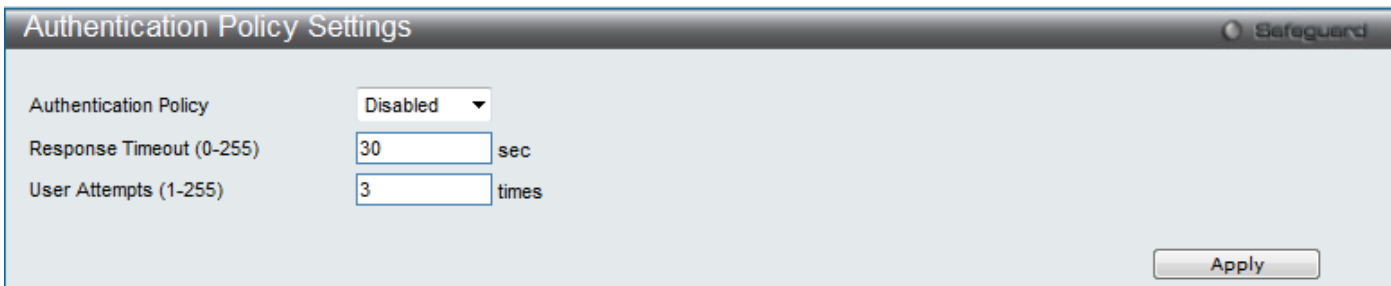 Authentication Policy Settings
Safeguard
Authentication Policy Disabled
Response Timeout (0-255) 30 sec
User Attempts (1-255) 3 times
Apply